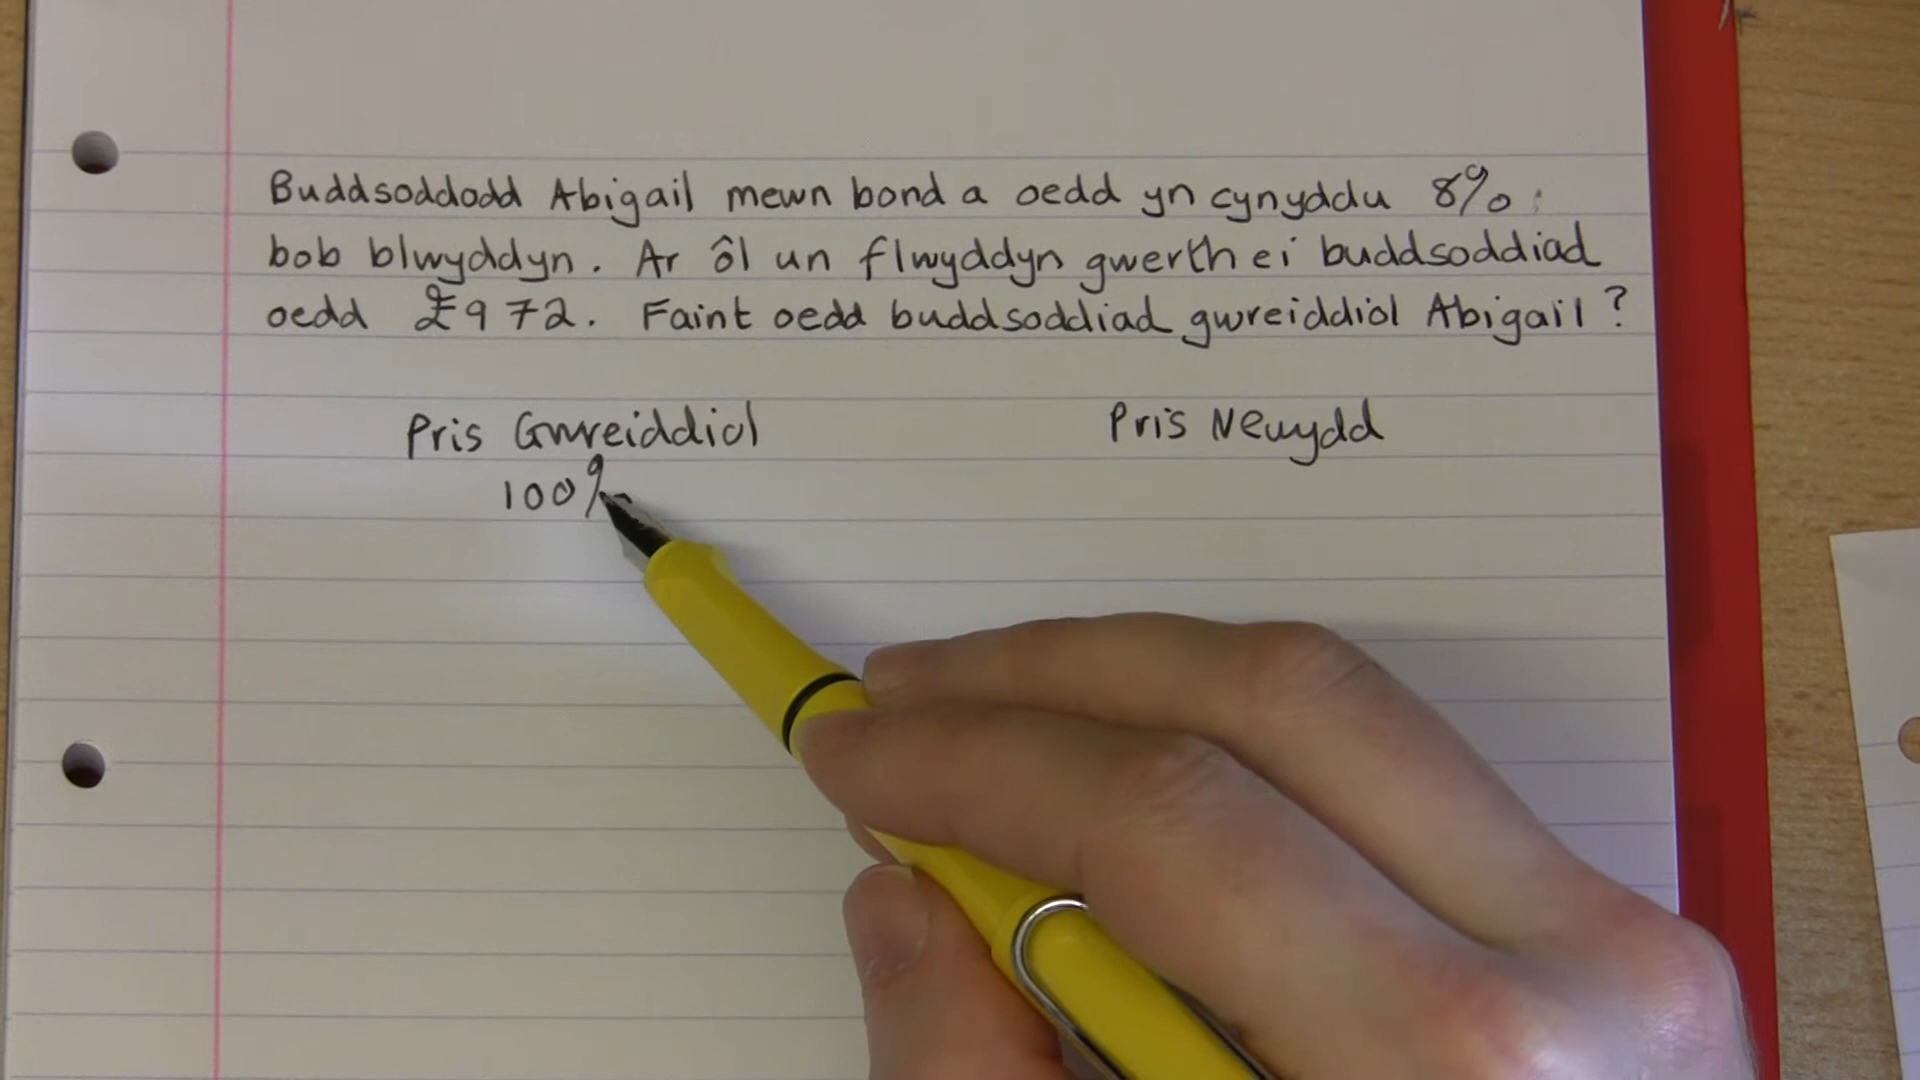 Buddsoddodd Abigail mewn bond a oedd yn cynyddu 8%
bob blwyddyn. Ar ôl un flwyddyn gwerth ei buddsoddiad
oedd £972. Faint oedd buddsoddiad gwreiddiol Abigail?
Pris Gwreiddiol Pris Newydd
100%